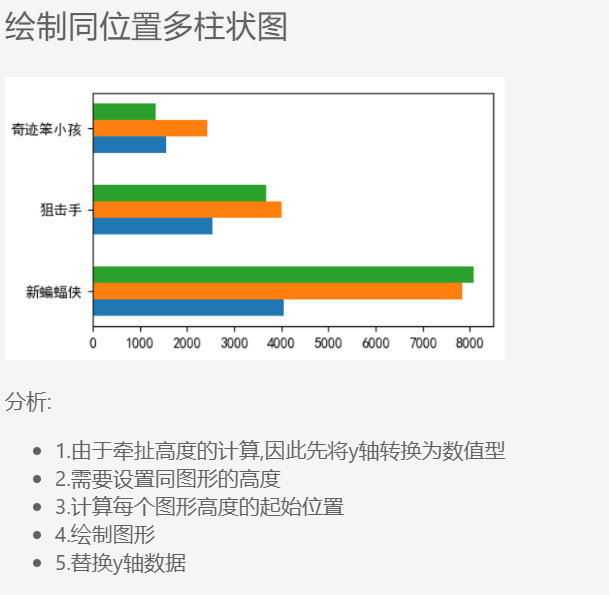 绘制同位置多柱状图
奇迹笨小孩
狙击手
新蝙蝠侠
0 1000 2000 3000 4000 5000 6000 7000 8000
分析:
1.由于牵扯高度的计算,因此先将y轴转换为数值型
2.需要设置同图形的高度
3.计算每个图形高度的起始位置
4.绘制图形
5.替换y轴数据